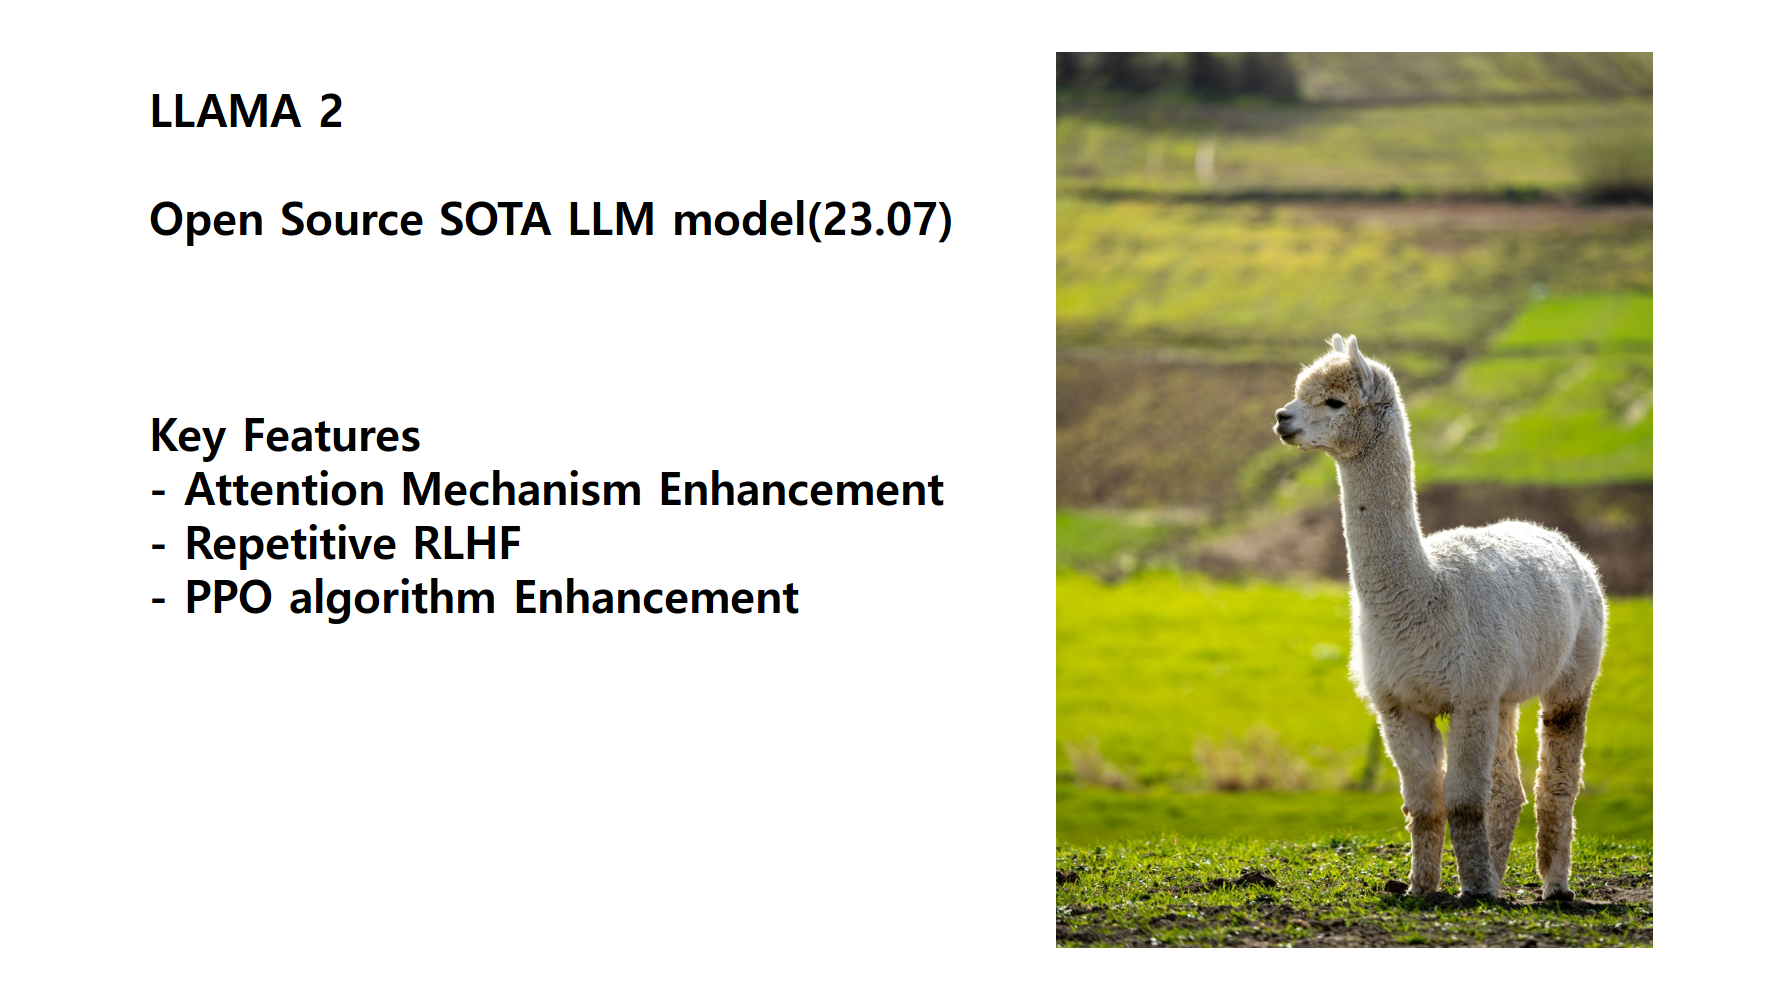 LLAMA 2
Open Source SOTA LLM model(23.07)
Key Features
- Attention Mechanism Enhancement
- Repetitive RLHF
- PPO algorithm Enhancement